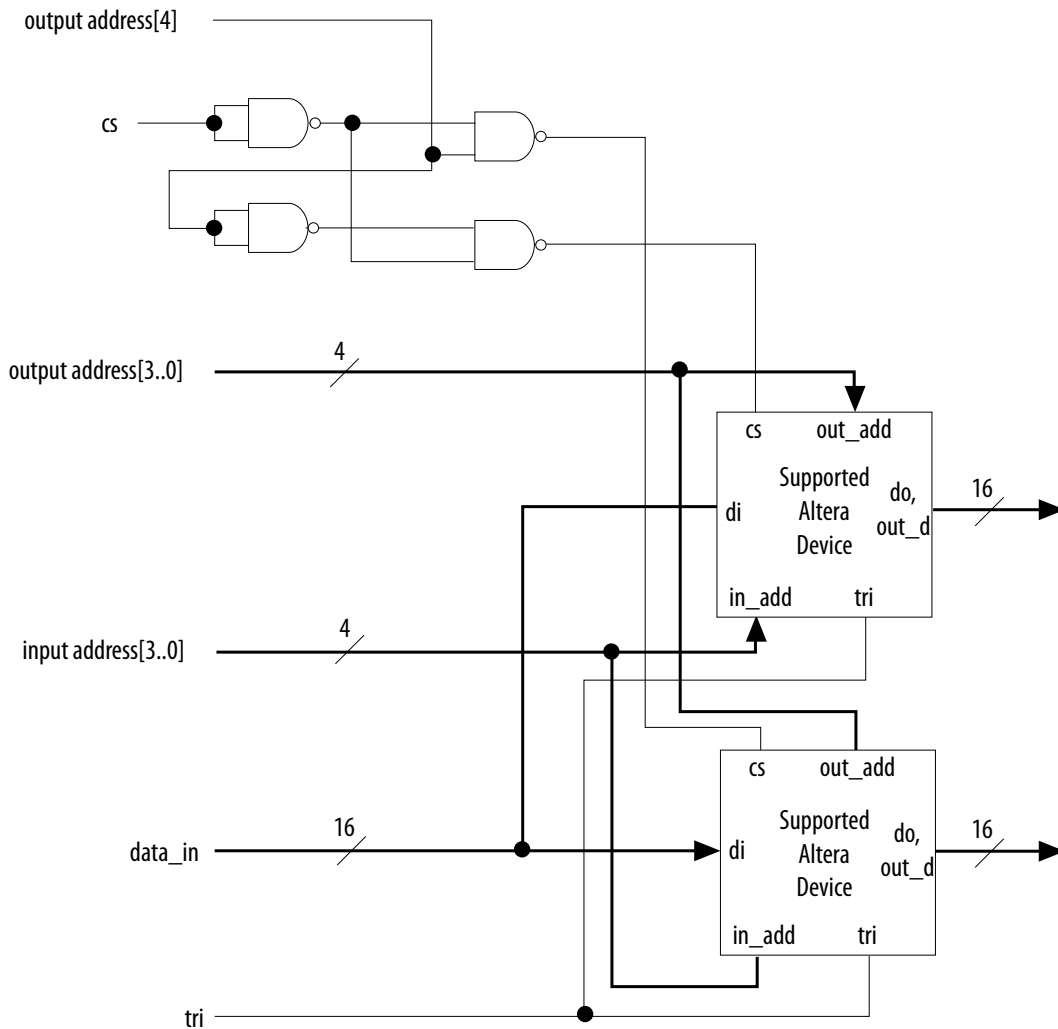 output address[4]
cs
4
output address[3..0]
cs
out_add
Supported
Altera
Device
di
do,
out_d
16
in_add
tri
4
input address[3..0]
cs
out_add
16
data_in
Supported
Altera
Device
di
do,
out_d
16
in_add
tri
tri